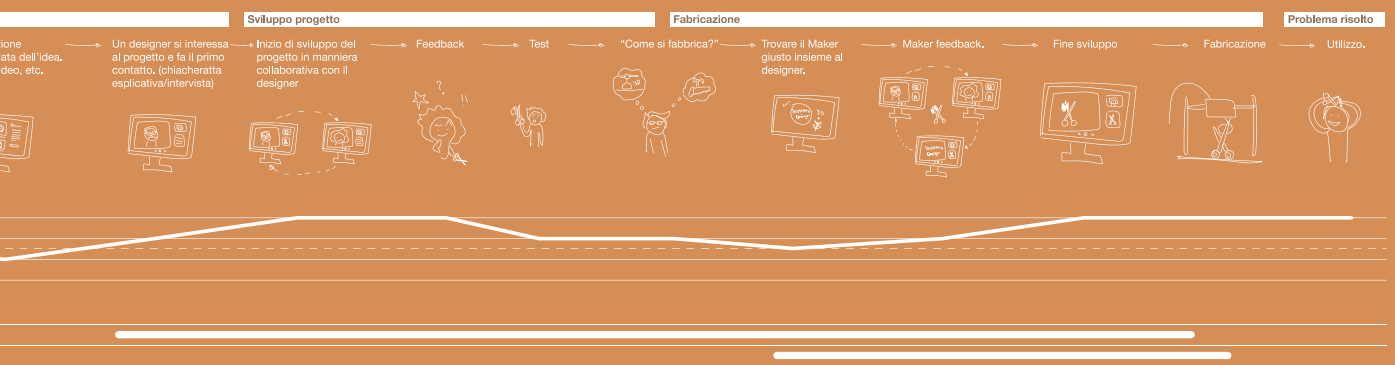 Sviluppo progetto
Fabricazione
Problema risolto
ione
ata dell'idea.
deo, etc.
Un designer si interessa
al progetto e fa il primo
contatto. (chiacheratta
esplicativa/intervista)
Inizio di sviluppo del
progetto in manniera
collaborativa con il
designer
Feedback
Test
“Come si fabbrica?”
Trovare il Maker
giusto insieme al
designer.
Maker feedback.
Fine sviluppo
Fabricazione
Utilizzo.